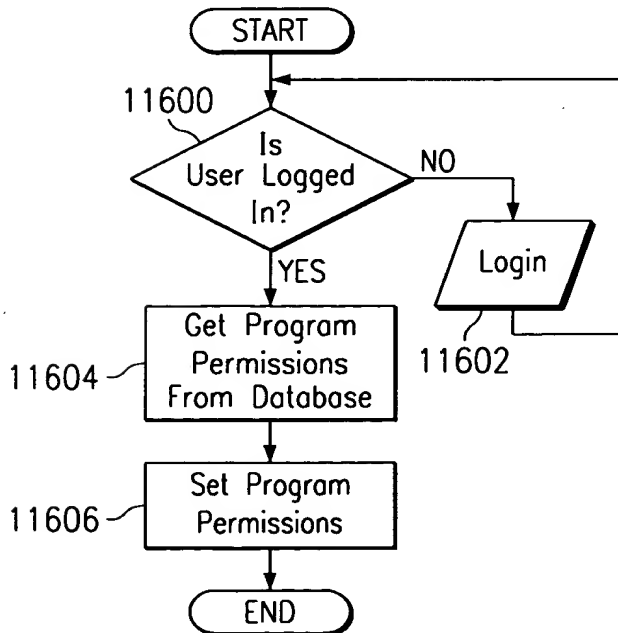 START
11600
Is
User Logged
In?
NO
YES
Login
11602
Get Program
Permissions
From Database
11604
Set Program
Permissions
11606
END